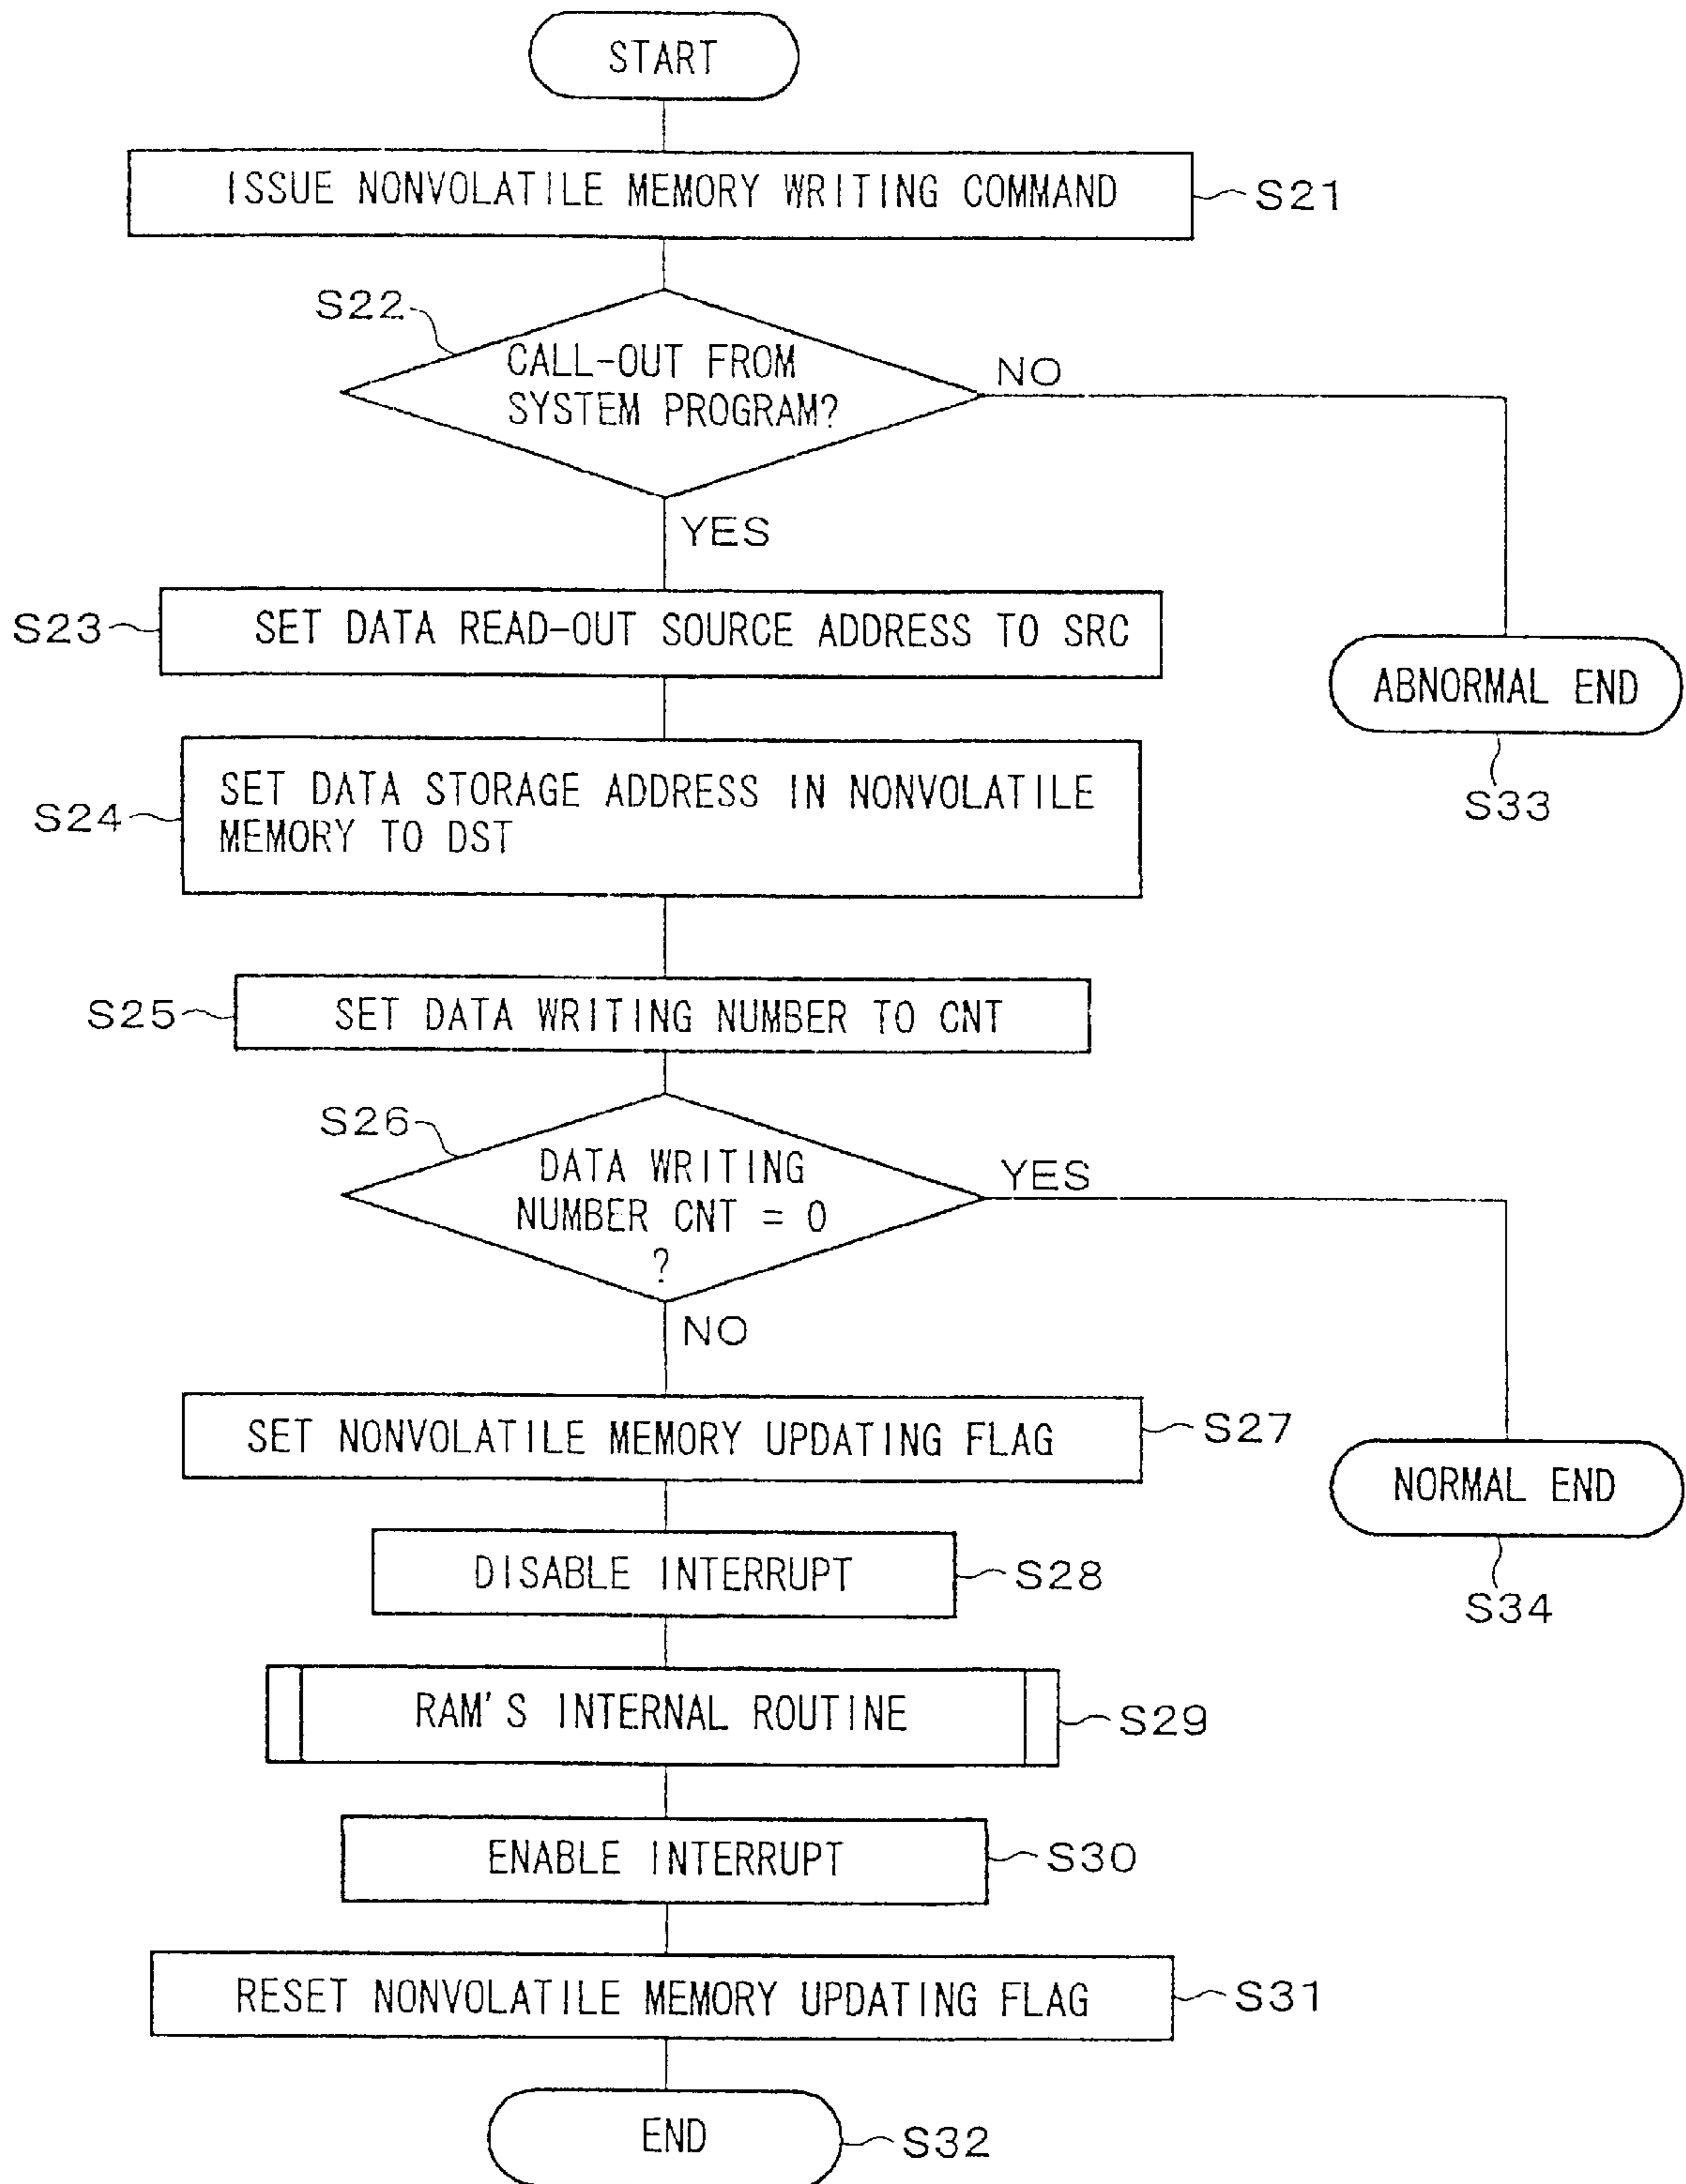 START
ISSUE NONVOLATILE MEMORY WRITING COMMAND
S21
S22
CALL-OUT FROM
SYSTEM PROGRAM?
NO
YES
S23
SET DATA READ-OUT SOURCE ADDRESS TO SRC
ABNORMAL END
S33
S24
SET DATA STORAGE ADDRESS IN NONVOLATILE
MEMORY TO DST
S25
SET DATA WRITING NUMBER TO CNT
S26
DATA WRITING
NUMBER CNT = 0
?
YES
NO
SET NONVOLATILE MEMORY UPDATING FLAG
S27
NORMAL END
S34
DISABLE INTERRUPT
S28
RAM'S INTERNAL ROUTINE
S29
ENABLE INTERRUPT
S30
RESET NONVOLATILE MEMORY UPDATING FLAG
S31
END
S32